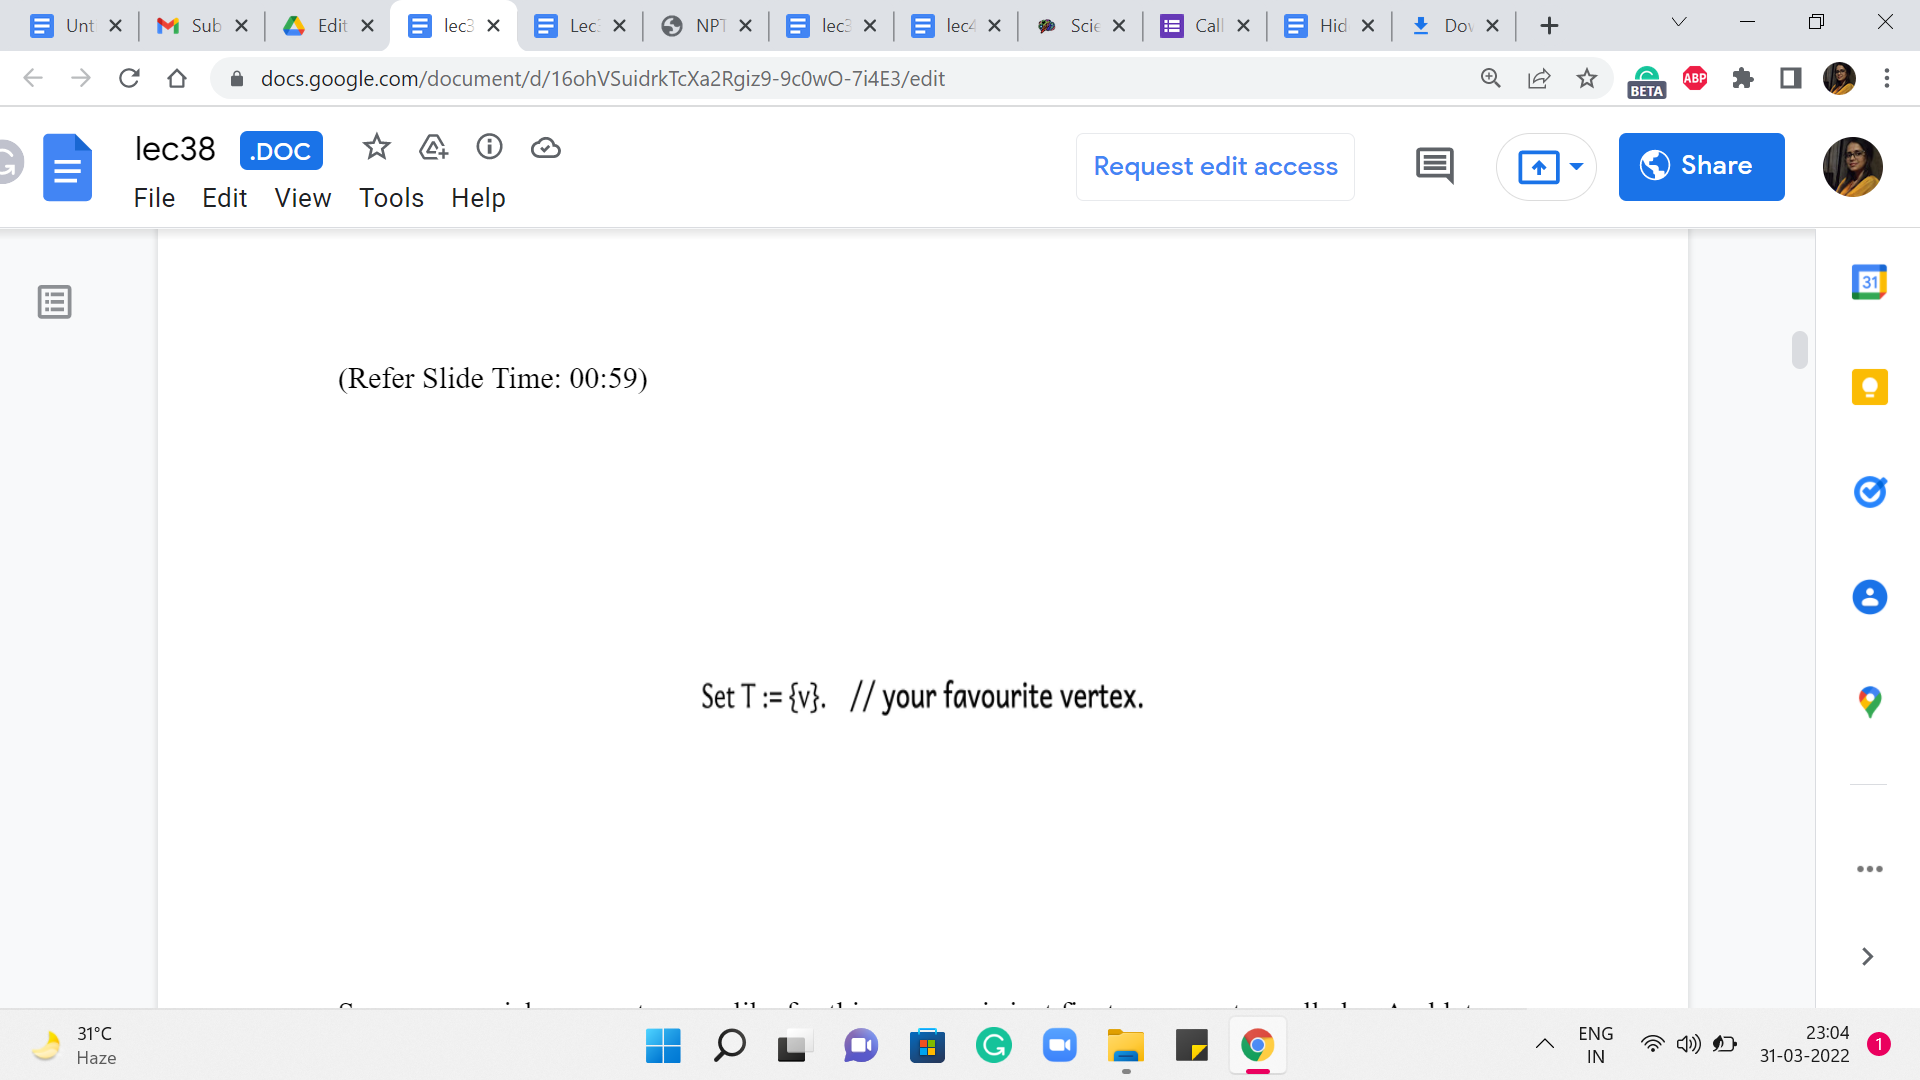 Unt
Sub
Edit
lec3
Lec
NPT
lec3
lec4
Scie
Call
Hid
Dov
docs.google.com/document/d/16ohVSuidrkTcXa2Rgiz9-9c0wO-7i4E3/edit
BETA
ABP
lec38
.DOC
File Edit View Tools Help
Request edit access
Share
31
(Refer Slide Time: 00:59)
Set T := {v}. // your favourite vertex.
31°C
Haze
ENG
IN
23:04
31-03-2022
1